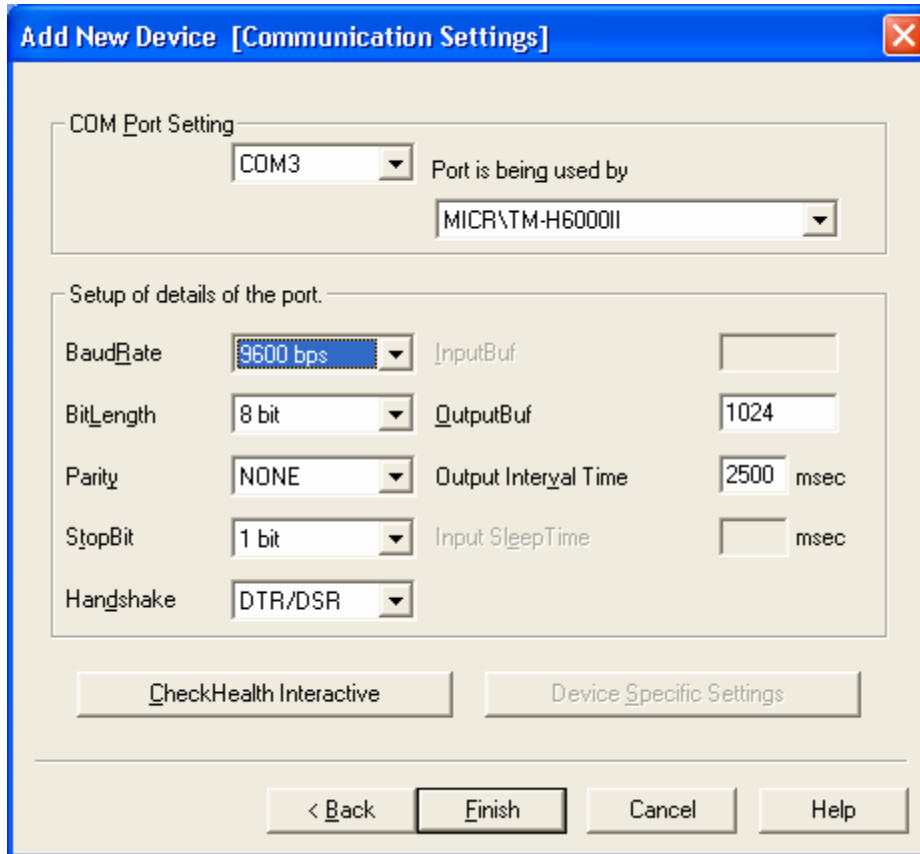 Add New Device [Communication Settings]
COM Port Setting
COM3
Port is being used by
MICR\TM-H6000II
Setup of details of the port.
BaudRate 9600 bps InputBuf
BitLength 8 bit OutputBuf 1024
Parity NONE Output Interval Time 2500 msec
StopBit 1 bit Input SleepTime msec
Handshake DTR/DSR
CheckHealth Interactive Device Specific Settings
< Back Finish Cancel Help